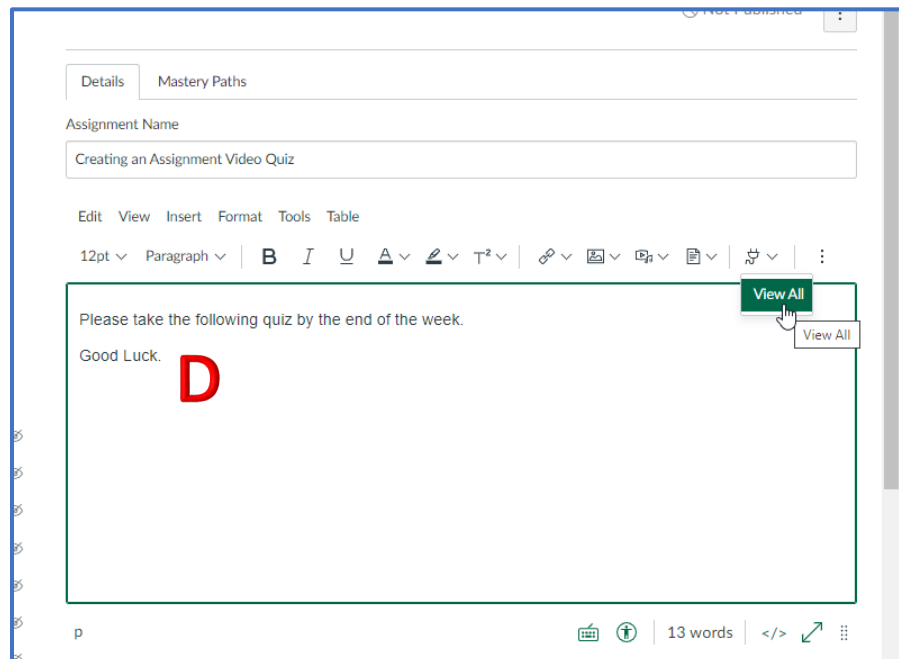 Not Published
Details Mastery Paths
Assignment Name
Creating an Assignment Video Quiz
Edit View Insert Format Tools Table
12pt Paragraph B I U A T²
View All
Please take the following quiz by the end of the week.
View All
Good Luck.
D
p 13 words </>